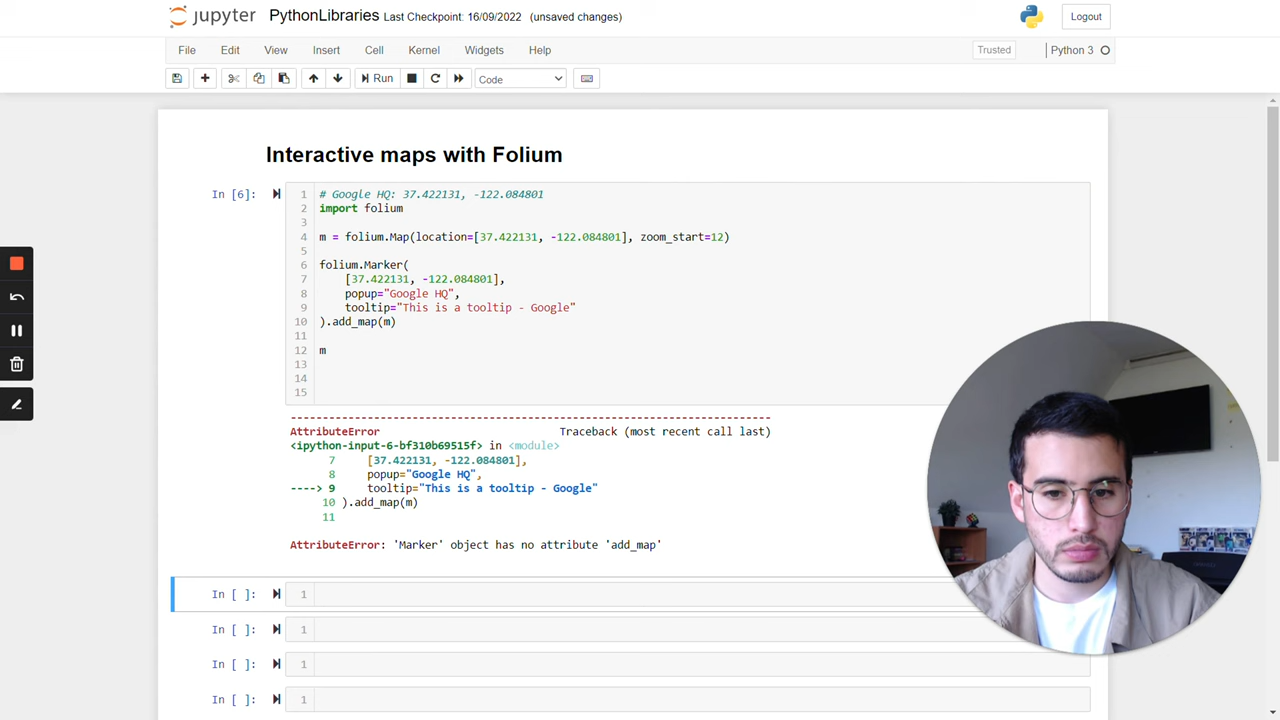 jupyter PythonLibraries Last Checkpoint: 16/09/2022 (unsaved changes) Logout
File Edit View Insert Cell Kernel Widgets Help Trusted Python 3
Run Code
Interactive maps with Folium
In [6]:
1 # Google HQ: 37.422131, -122.084801
2 import folium
3
4 m = folium.Map(location=[37.422131, -122.084801], zoom_start=12)
5
6 folium.Marker(
7 [37.422131, -122.084801],
8 popup="Google HQ",
9 tooltip="This is a tooltip - Google"
10 ).add_map(m)
11
12 m
13
14
15
---------------------------------------------------------------------------
AttributeError Traceback (most recent call last)
<ipython-input-6-bf310b69515f> in <module>
7 [37.422131, -122.084801],
8 popup="Google HQ",
----> 9 tooltip="This is a tooltip - Google"
10 ).add_map(m)
11
AttributeError: 'Marker' object has no attribute 'add_map'
In [ ]: 1
In [ ]: 1
In [ ]: 1
In [ ]: 1